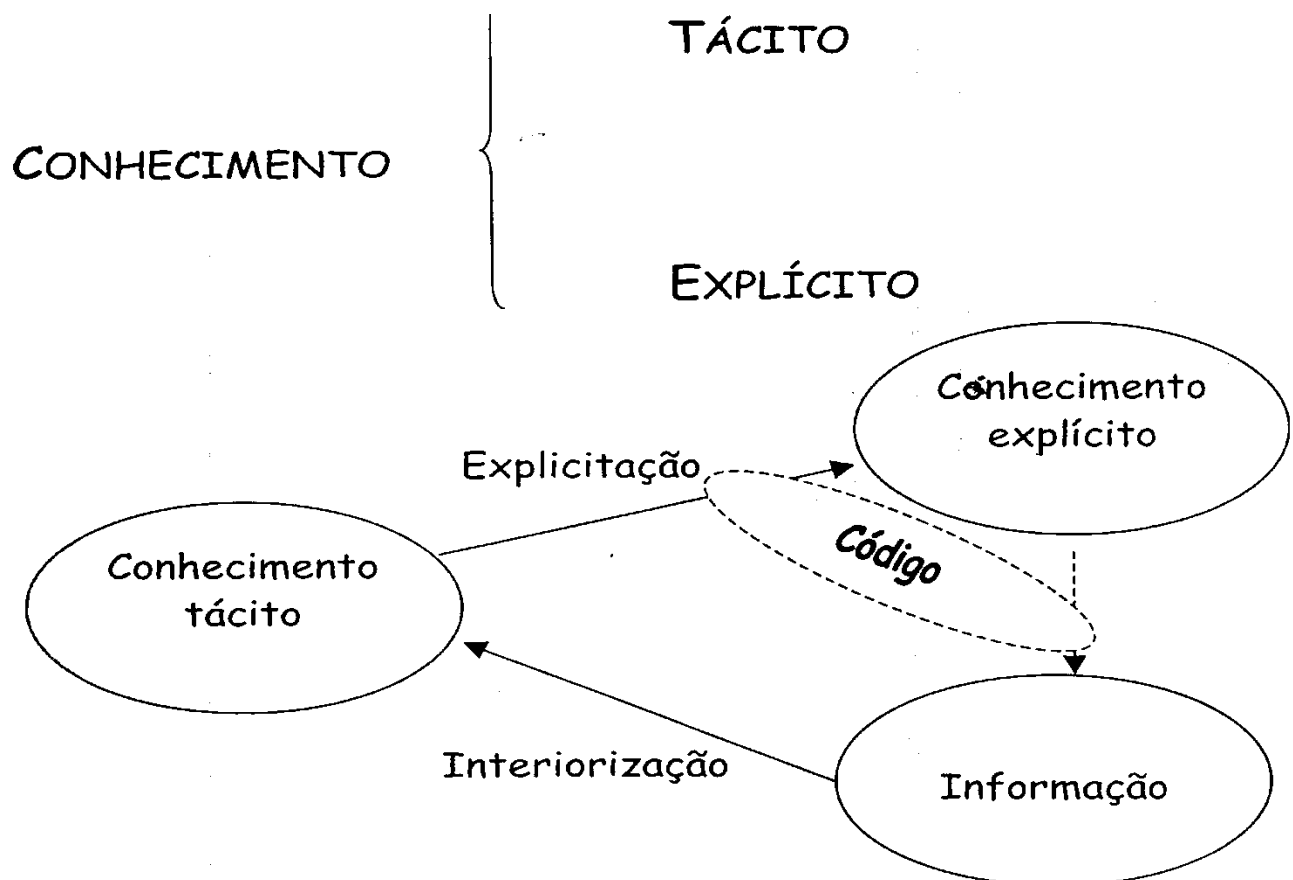 TÁCITO
CONHECIMENTO
EXPLÍCITO
Conhecimento
explícito
Explicitação
Código
Conhecimento
tácito
Interiorização
Informação